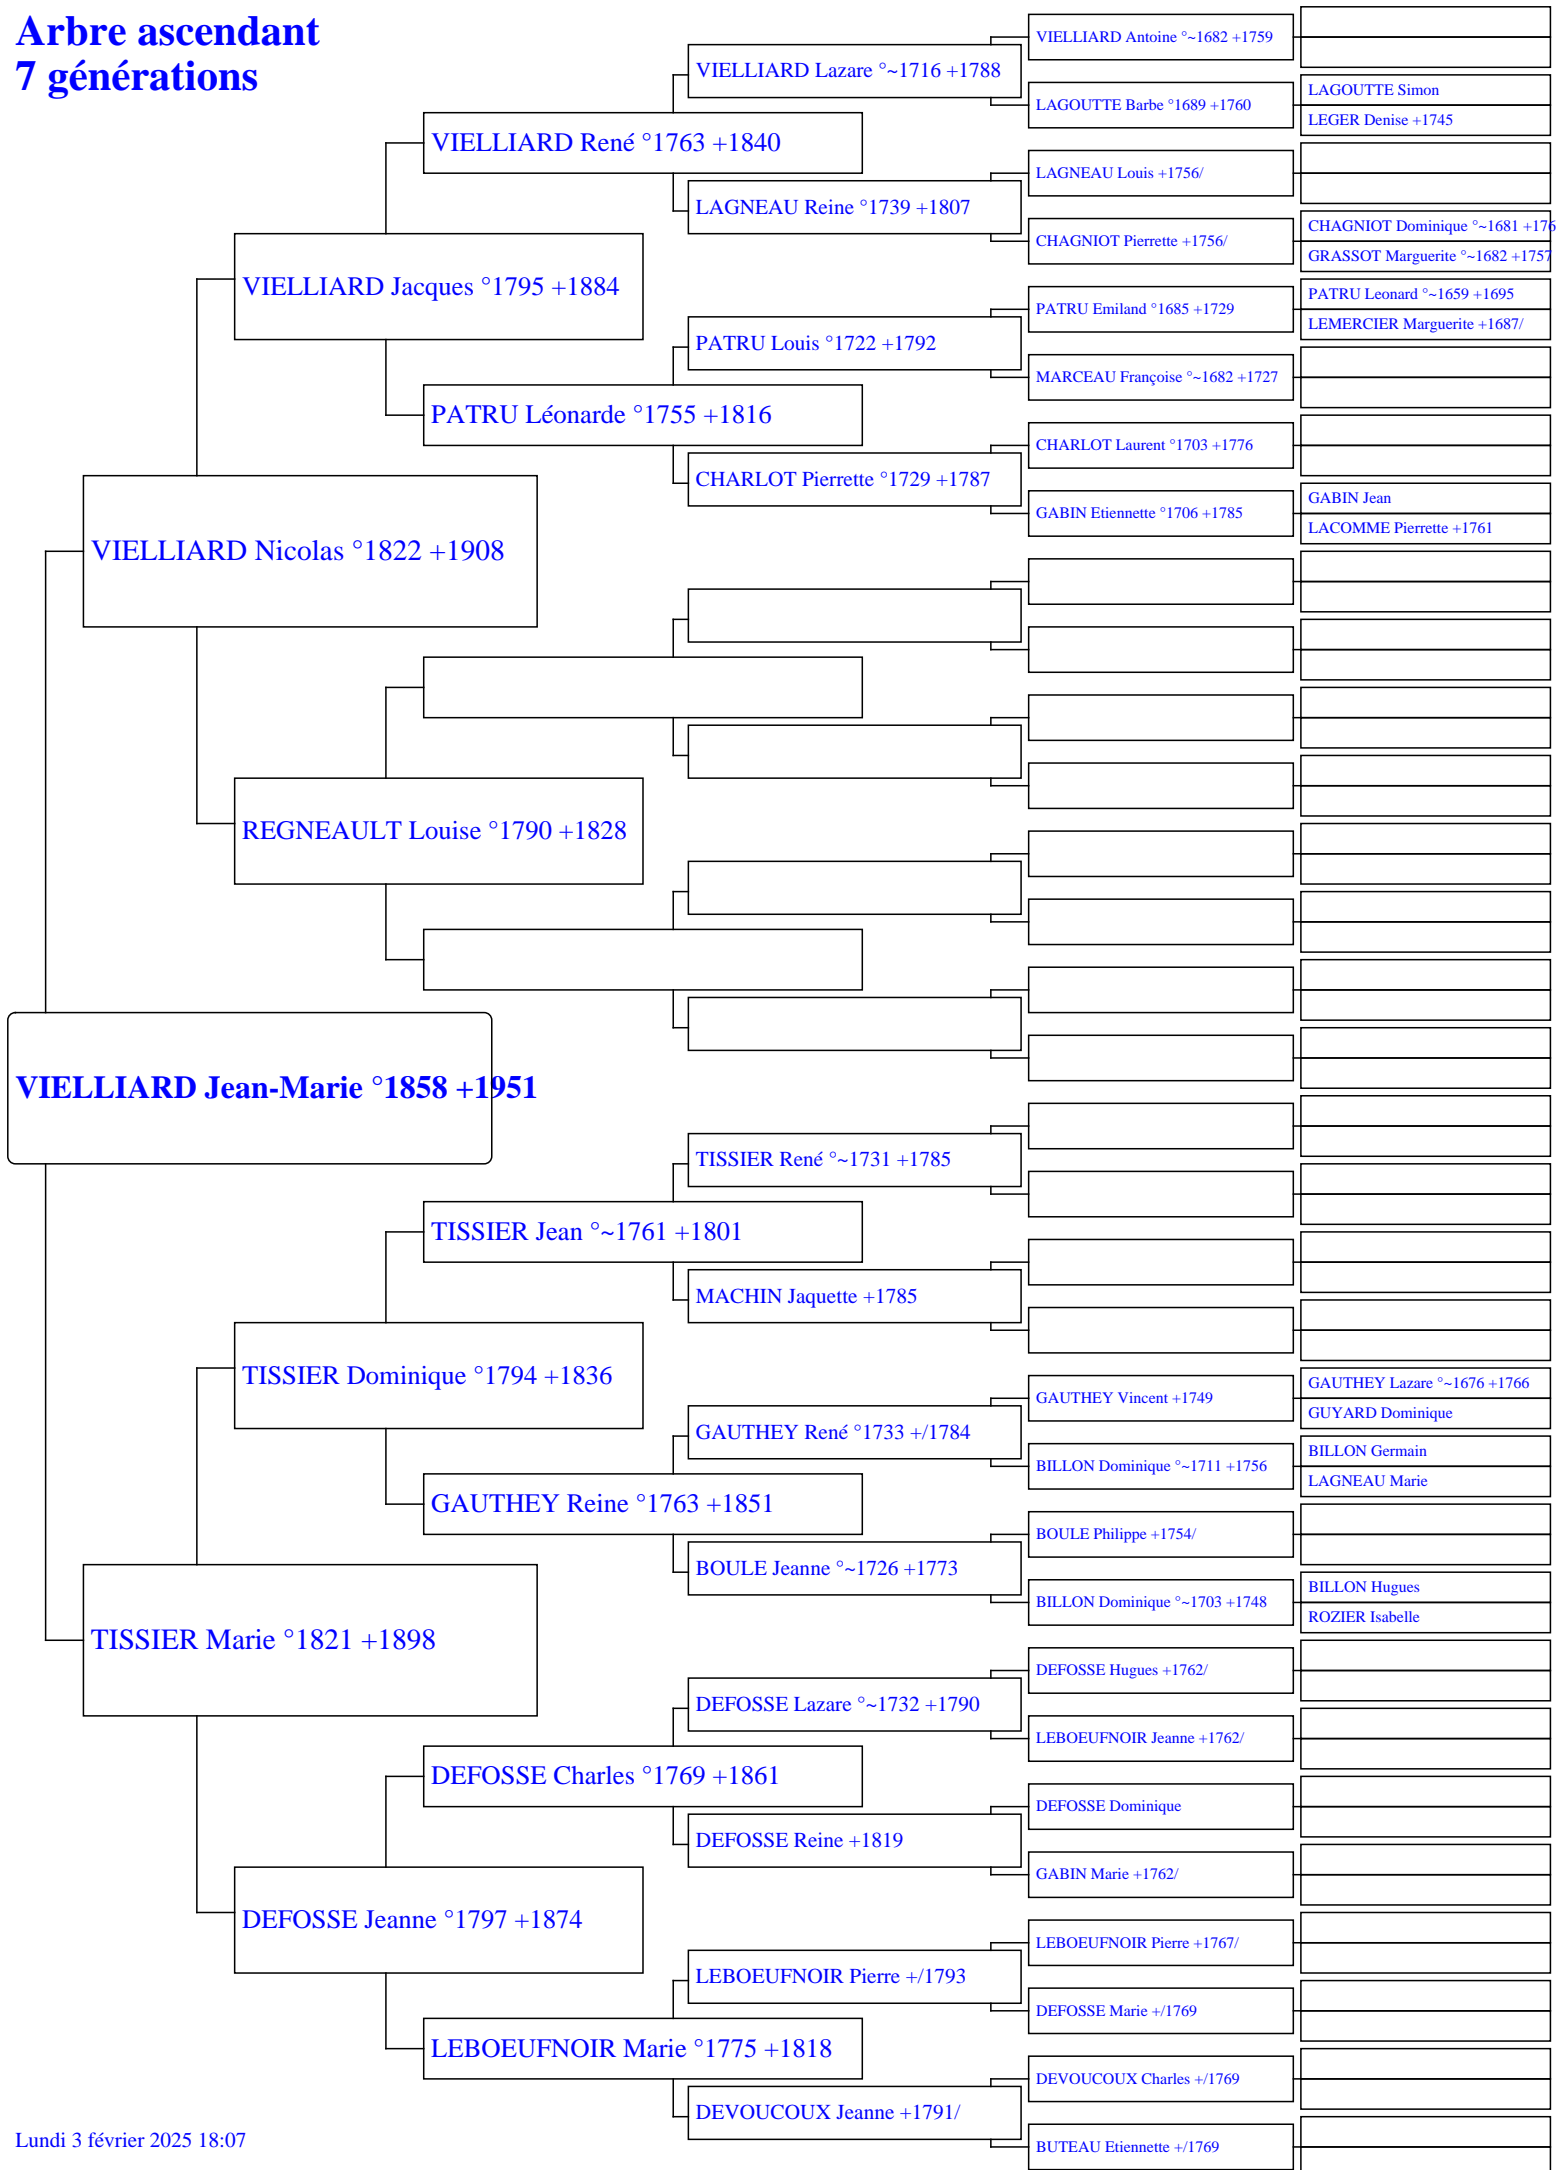 Arbre ascendant
7 générations
VIELLIARD Antoine °~1682 +1759
VIELLIARD Lazare °~1716 +1788
LAGOUTTE Simon
LAGOUTTE Barbe °1689 +1760
LEGER Denise +1745
VIELLIARD René °1763 +1840
LAGNEAU Louis +1756/
LAGNEAU Reine °1739 +1807
CHAGNIOT Dominique °~1681 +176
CHAGNIOT Pierrette +1756/
GRASSOT Marguerite °~1682 +1757
VIELLIARD Jacques °1795 +1884
PATRU Leonard °~1659 +1695
PATRU Emiland °1685 +1729
LEMERCIER Marguerite +1687/
PATRU Louis °1722 +1792
MARCEAU Françoise °~1682 +1727
PATRU Léonarde °1755 +1816
CHARLOT Laurent °1703 +1776
CHARLOT Pierrette °1729 +1787
GABIN Jean
GABIN Etiennette °1706 +1785
LACOMME Pierrette +1761
VIELLIARD Nicolas °1822 +1908
REGNEAULT Louise °1790 +1828
VIELLIARD Jean-Marie °1858 +1951
TISSIER René °~1731 +1785
TISSIER Jean °~1761 +1801
MACHIN Jaquette +1785
TISSIER Dominique °1794 +1836
GAUTHEY Lazare °~1676 +1766
GAUTHEY Vincent +1749
GUYARD Dominique
GAUTHEY René °1733 +/1784
BILLON Germain
BILLON Dominique °~1711 +1756
LAGNEAU Marie
GAUTHEY Reine °1763 +1851
BOULE Philippe +1754/
BOULE Jeanne °~1726 +1773
BILLON Hugues
BILLON Dominique °~1703 +1748
ROZIER Isabelle
TISSIER Marie °1821 +1898
DEFOSSE Hugues +1762/
DEFOSSE Lazare °~1732 +1790
LEBOEUFNOIR Jeanne +1762/
DEFOSSE Charles °1769 +1861
DEFOSSE Dominique
DEFOSSE Reine +1819
GABIN Marie +1762/
DEFOSSE Jeanne °1797 +1874
LEBOEUFNOIR Pierre +1767/
LEBOEUFNOIR Pierre +/1793
DEFOSSE Marie +/1769
LEBOEUFNOIR Marie °1775 +1818
DEVOUCOUX Charles +/1769
DEVOUCOUX Jeanne +1791/
BUTEAU Etiennette +/1769
Lundi 3 février 2025 18:07